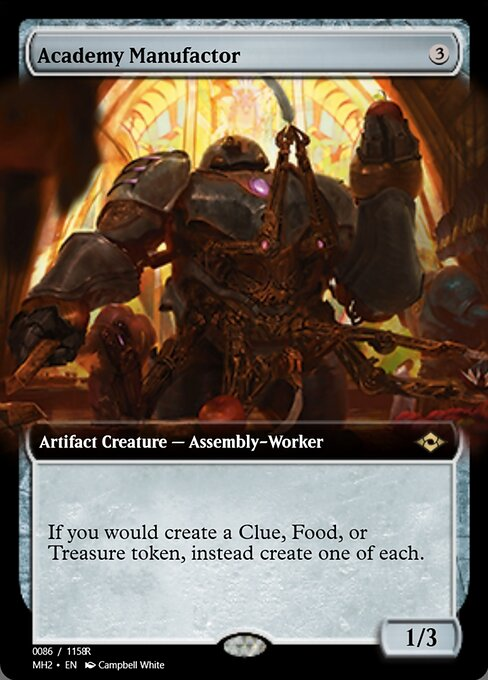 Academy Manufactor 3
Artifact Creature — Assembly-Worker
If you would create a Clue, Food, or
Treasure token, instead create one of each.
1/3
0086 / 1158R
MH2 • EN Campbell White